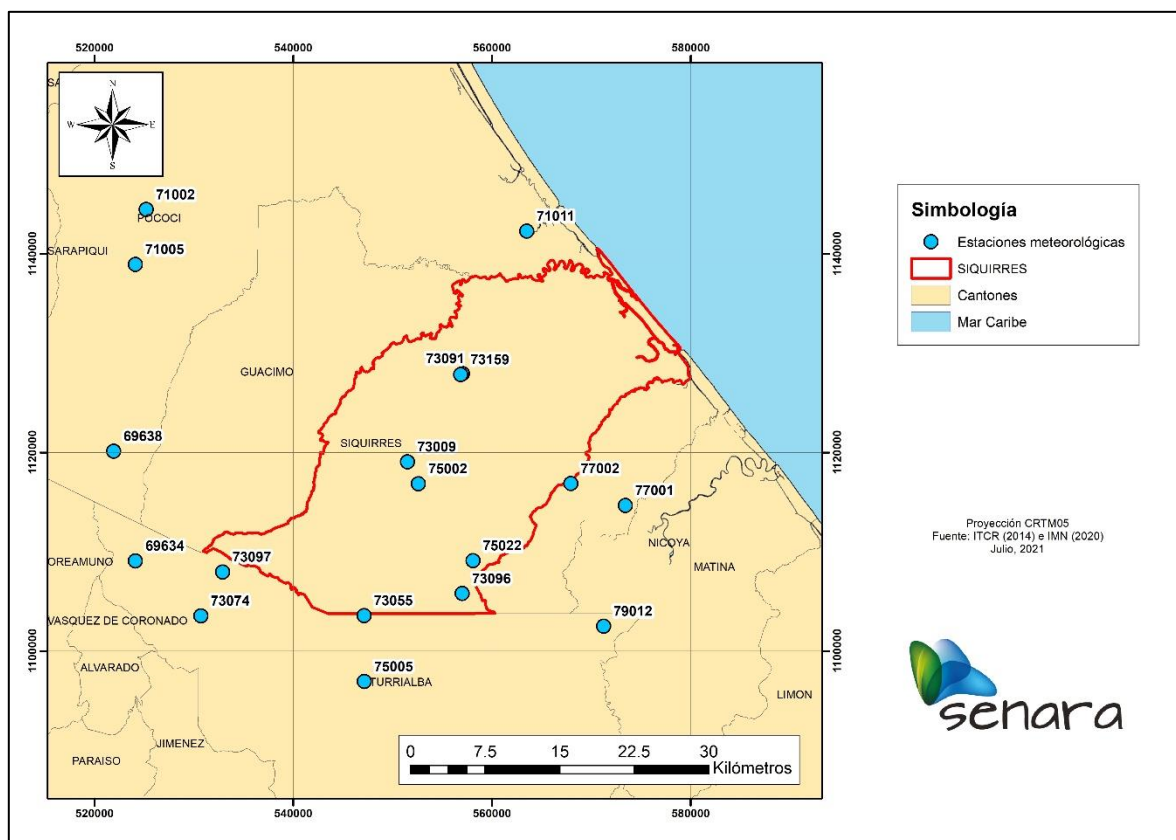 520000 540000 560000 580000
N
W E
S
SA
71002
POCOCI
71011
SARAPIQUI
71005
1140000 1140000
73091 73159
GUACIMO
69638
SIQUIRRES
73009
1120000 1120000
75002
77002
77001
NICOYA
69634
OREAMUNO
73097
75022
MATINA
73096
73074
73055
VASQUEZ DE CORONADO
79012
1100000 1100000
ALVARADO
75005
TURRIALBA
LIMON
JIMENEZ
PARAISO
0 7.5 15 22.5 30
Kilómetros
520000 540000 560000 580000
Simbología
Estaciones meteorológicas
SIQUIRRES
Cantones
Mar Caribe
Proyección CRTM05
Fuente: ITCR (2014) e IMN (2020)
Julio, 2021
senara